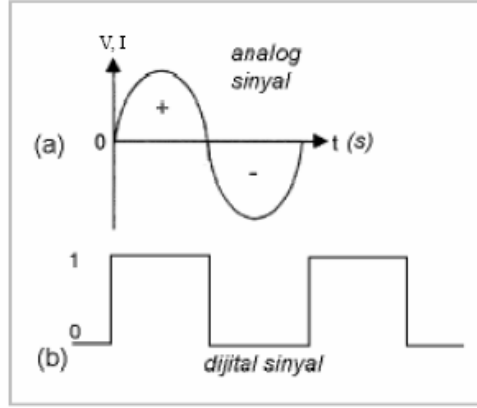 V, I
analog
sinyal
+
(a) 0 t (s)
-
1
0
(b)
dijital sinyal